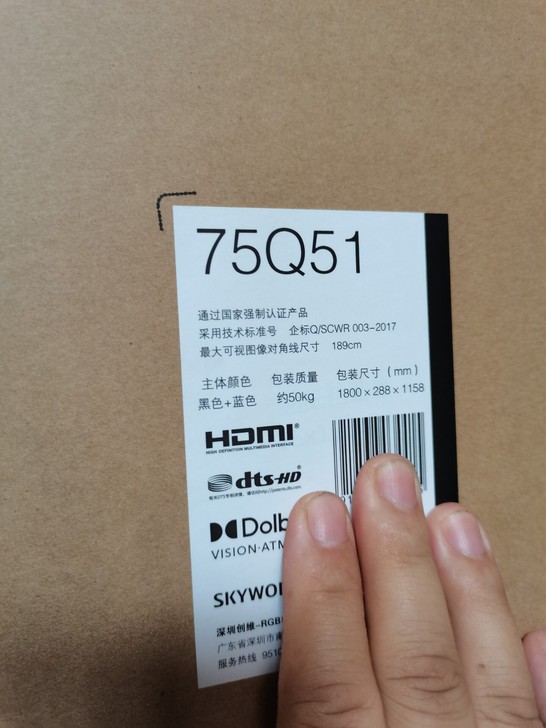 75Q51
通过国家强制认证产品
采用技术标准号 企标Q/SCWR 003-2017
最大可视图像对角线尺寸 189cm
主体颜色 包装质量 包装尺寸(mm)
黑色+蓝色 约50kg 1800×288×1158
HDMI®
HIGH DEFINITION MULTIMEDIA INTERFACE
dts-HD®
Dolb
VISION·ATM
SKYWO
深圳创维-RGB
广东省深圳市南
服务热线 951